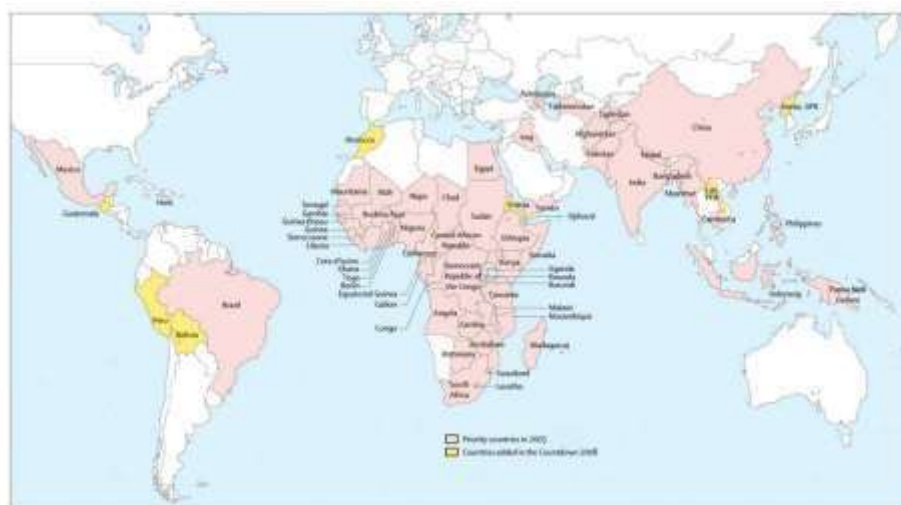 Mexico
Guatemala
Haiti
Peru
Bolivia
Brazil
Morocco
Mauritania
Mali
Niger
Chad
Egypt
Sudan
Eritrea
Yemen
Djibouti
Ethiopia
Somalia
Senegal
Gambia
Guinea-Bissau
Guinea
Sierra Leone
Liberia
Burkina Faso
Nigeria
Cote d'Ivoire
Ghana
Togo
Benin
Equatorial Guinea
Gabon
Congo
Cameroon
Central African
Republic
Democratic
Republic of
the Congo
Kenya
Uganda
Rwanda
Burundi
Tanzania
Malawi
Mozambique
Angola
Zambia
Zimbabwe
Botswana
Madagascar
Swaziland
Lesotho
South
Africa
Azerbaijan
Turkmenistan
Tajikistan
Iraq
Afghanistan
Pakistan
India
Nepal
Bangladesh
Myanmar
China
Korea, DPR
Lao
PDR
Cambodia
Philippines
Indonesia
Papua New
Guinea
Priority countries in 2005
Countries added in the Countdown 2008